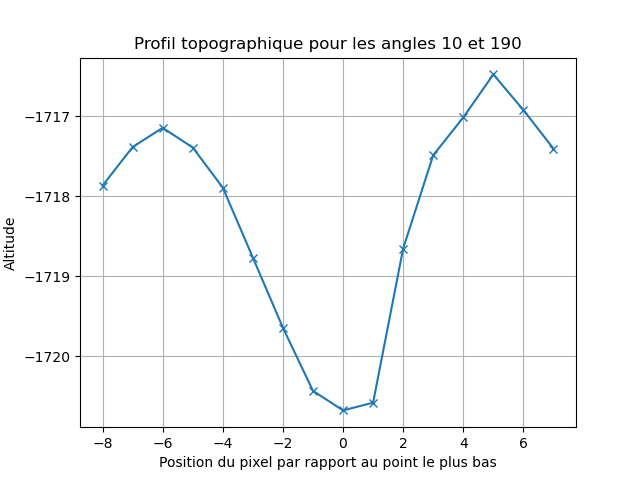 Profil topographique pour les angles 10 et 190
−1717
−1718
−1719
−1720
Altitude
−8 −6 −4 −2 0 2 4 6
Position du pixel par rapport au point le plus bas